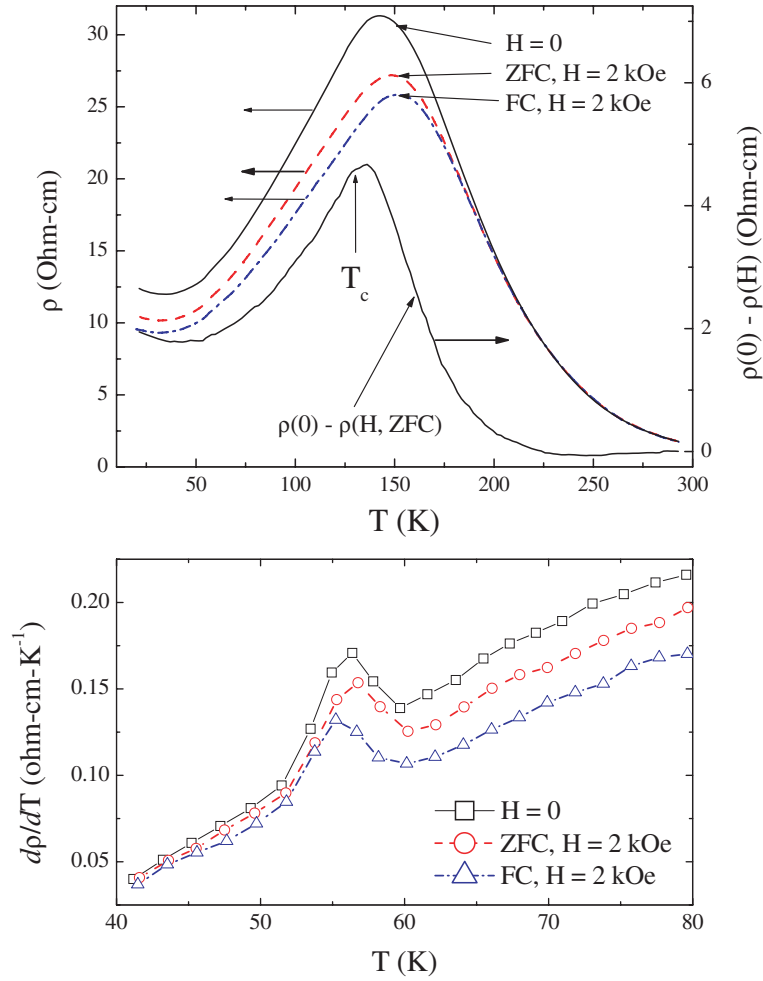 30
25
20
15
10
5
0
ρ (Ohm-cm)
H = 0
ZFC, H = 2 kOe
FC, H = 2 kOe
T_c
ρ(0) - ρ(H, ZFC)
6
4
2
0
ρ(0) - ρ(H) (Ohm-cm)
50 100 150 200 250 300
T (K)
0.20
0.15
0.10
0.05
dρ/dT (ohm-cm-K⁻¹)
H = 0
ZFC, H = 2 kOe
FC, H = 2 kOe
40 50 60 70 80
T (K)